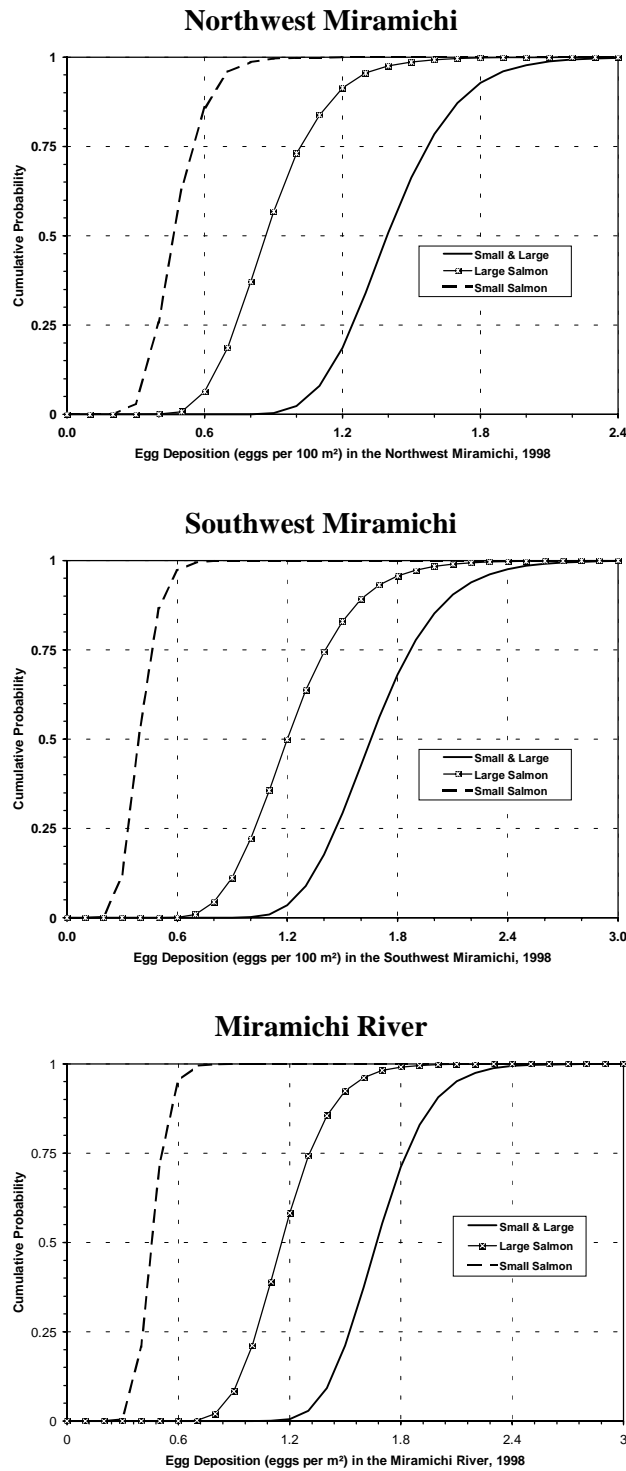 Northwest Miramichi
1
0.75
0.5
0.25
0
Cumulative Probability
Small & Large
Large Salmon
Small Salmon
0.0 0.6 1.2 1.8 2.4
Egg Deposition (eggs per 100 m²) in the Northwest Miramichi, 1998
Southwest Miramichi
1
0.75
0.5
0.25
0
Cumulative Probability
Small & Large
Large Salmon
Small Salmon
0.0 0.6 1.2 1.8 2.4 3.0
Egg Deposition (eggs per 100 m²) in the Southwest Miramichi, 1998
Miramichi River
1
0.75
0.5
0.25
0
Cumulative Probability
Small & Large
Large Salmon
Small Salmon
0 0.6 1.2 1.8 2.4 3
Egg Deposition (eggs per m²) in the Miramichi River, 1998